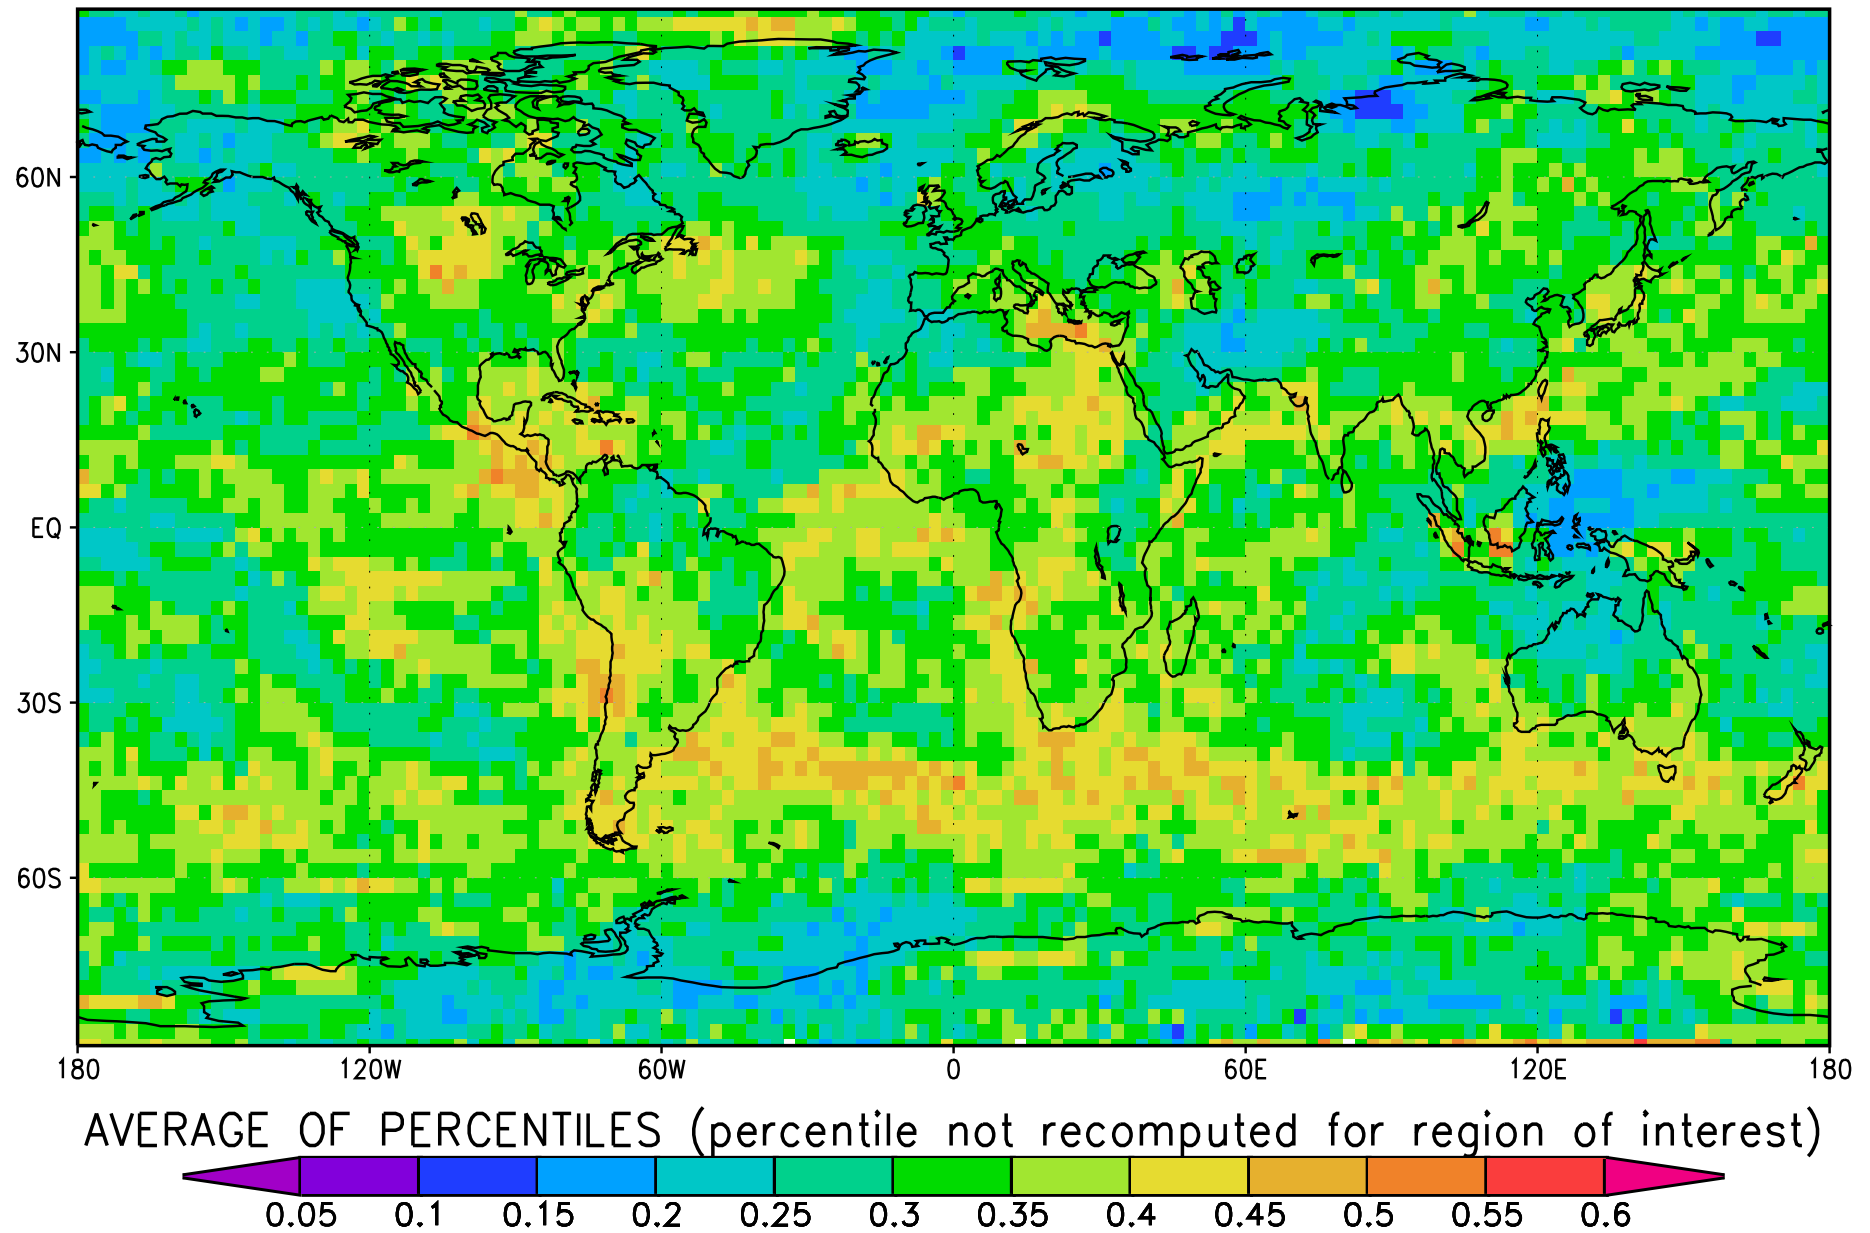 60N
30N
EQ
30S
60S
180 120W 60W 0 60E 120E 180
AVERAGE OF PERCENTILES (percentile not recomputed for region of interest)
0.05 0.1 0.15 0.2 0.25 0.3 0.35 0.4 0.45 0.5 0.55 0.6